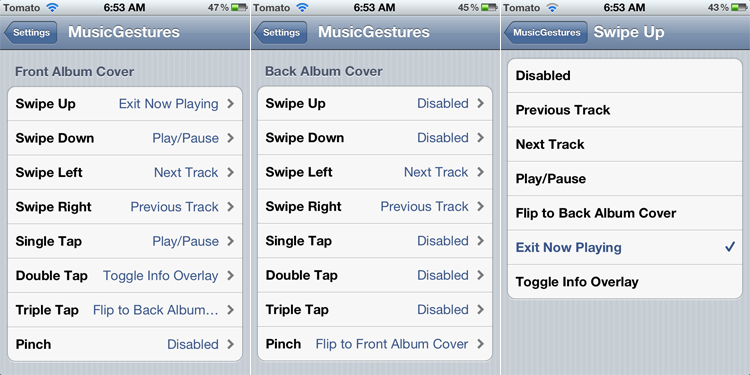 Tomato 6:53 AM 47%
Settings MusicGestures
Front Album Cover
Swipe Up Exit Now Playing
Swipe Down Play/Pause
Swipe Left Next Track
Swipe Right Previous Track
Single Tap Play/Pause
Double Tap Toggle Info Overlay
Triple Tap Flip to Back Album...
Pinch Disabled
Tomato 6:53 AM 45%
Settings MusicGestures
Back Album Cover
Swipe Up Disabled
Swipe Down Disabled
Swipe Left Next Track
Swipe Right Previous Track
Single Tap Disabled
Double Tap Disabled
Triple Tap Disabled
Pinch Flip to Front Album Cover
Tomato 6:53 AM 43%
MusicGestures Swipe Up
Disabled
Previous Track
Next Track
Play/Pause
Flip to Back Album Cover
Exit Now Playing
Toggle Info Overlay